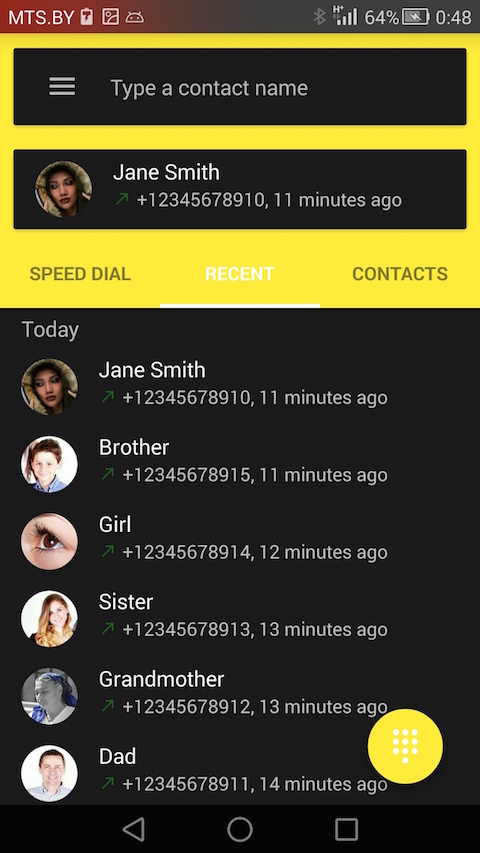 MTS.BY 64% 0:48
Type a contact name
Jane Smith
+12345678910, 11 minutes ago
SPEED DIAL RECENT CONTACTS
Today
Jane Smith
+12345678910, 11 minutes ago
Brother
+12345678915, 11 minutes ago
Girl
+12345678914, 12 minutes ago
Sister
+12345678913, 13 minutes ago
Grandmother
+12345678912, 13 minutes ago
Dad
+12345678911, 14 minutes ago